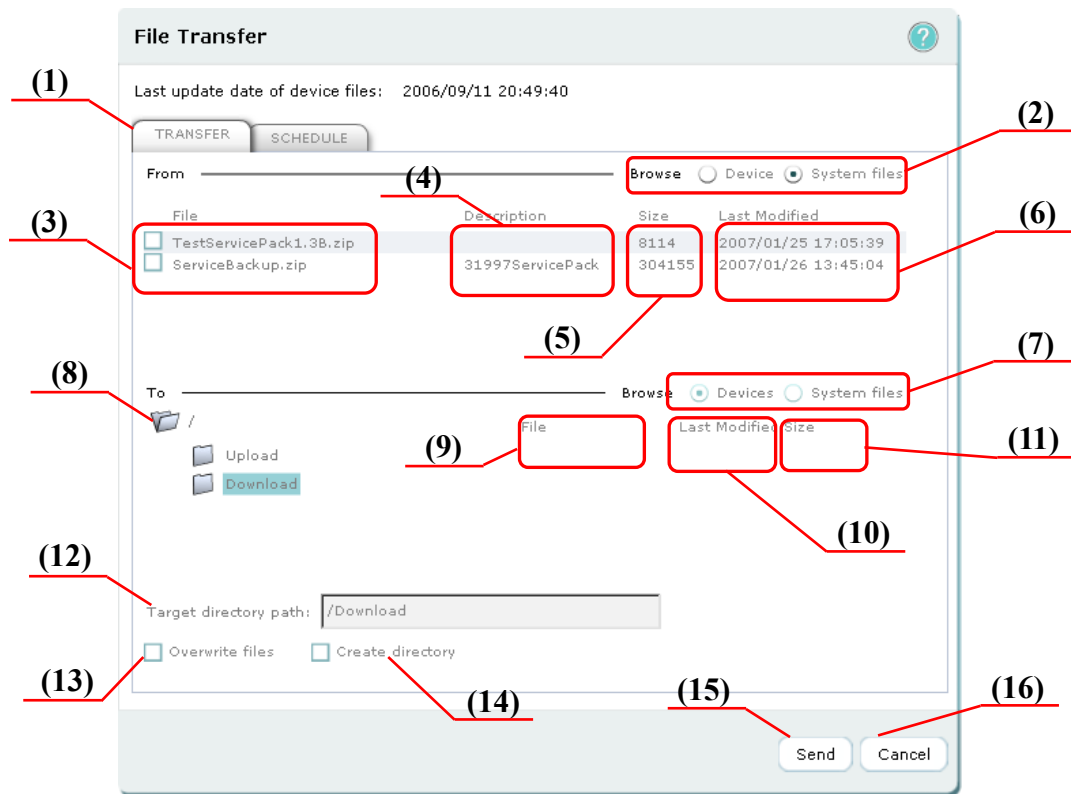 File Transfer ?
(1)
Last update date of device files: 2006/09/11 20:49:40
(2)
TRANSFER SCHEDULE
From Browse Device System files
(4)
(3)
(6)
File Description Size Last Modified
TestServicePack1.3B.zip 8114 2007/01/25 17:05:39
ServiceBackup.zip 31997ServicePack 304155 2007/01/26 13:45:04
(5)
(7)
(8)
To Browse Devices System files
/ File Last Modified Size
(9)
(11)
Upload
Download
(10)
(12)
Target directory path: /Download
Overwrite files Create directory
(13)
(14)
(15)
(16)
Send Cancel